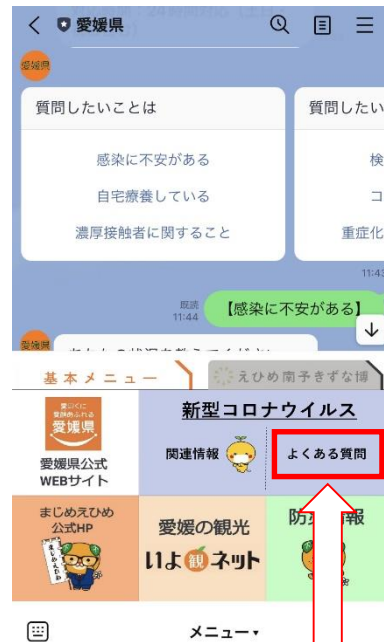 愛媛県
愛媛県
質問したいことは
感染に不安がある
自宅療養している
濃厚接触者に関すること
質問したい
検
コ
重症化
11:43
既読
11:44
【感染に不安がある】
愛媛県
基本メニュー
えひめ南予きずな博
愛顔あふれる
愛媛県
愛媛県公式
WEBサイト
新型コロナウイルス
関連情報
よくある質問
まじめえひめ
公式HP
愛媛の観光
いよ観ネット
防災情報
メニュー▾